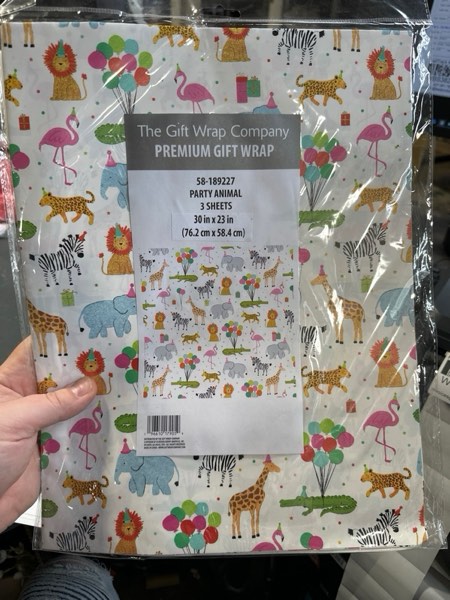 The Gift Wrap Company
PREMIUM GIFT WRAP
58-189227
PARTY ANIMAL
3 SHEETS
30 in x 23 in
(76.2 cm x 58.4 cm)